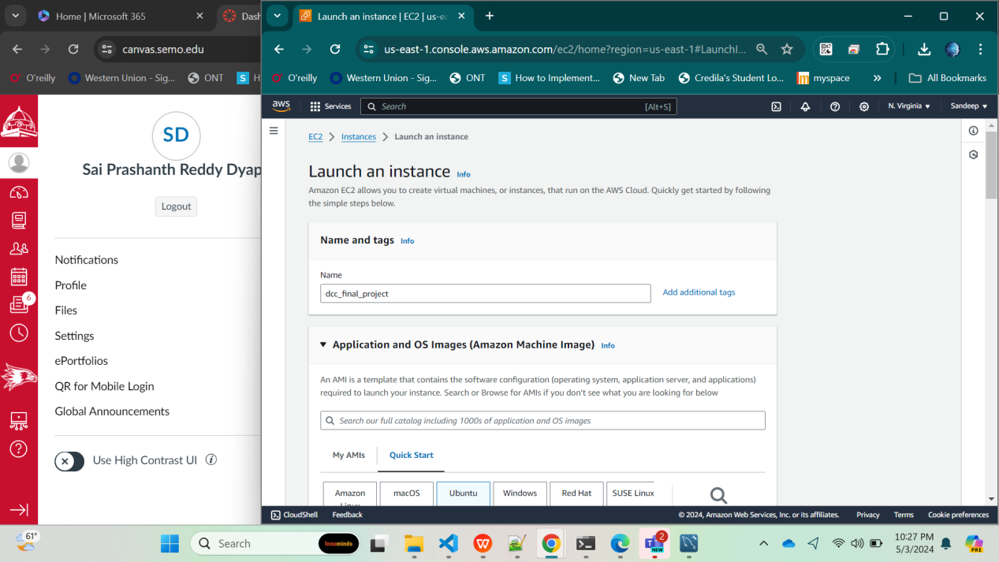 Home | Microsoft 365
Dash
canvas.semo.edu
O'reilly
Western Union - Sig...
ONT
SD
Sai Prashanth Reddy Dyap
Logout
Notifications
Profile
Files
Settings
ePortfolios
QR for Mobile Login
Global Announcements
Use High Contrast UI
6
Launch an instance | EC2 | us-ea
us-east-1.console.aws.amazon.com/ec2/home?region=us-east-1#LaunchI...
O'reilly
Western Union - Sig...
ONT
How to Implement...
New Tab
Credila's Student Lo...
myspace
All Bookmarks
aws
Services
Search
[Alt+S]
N. Virginia
Sandeep
EC2
Instances
Launch an instance
Launch an instance Info
Amazon EC2 allows you to create virtual machines, or instances, that run on the AWS Cloud. Quickly get started by following
the simple steps below.
Name and tags Info
Name
dcc_final_project
Add additional tags
Application and OS Images (Amazon Machine Image) Info
An AMI is a template that contains the software configuration (operating system, application server, and applications)
required to launch your instance. Search or Browse for AMIs if you don't see what you are looking for below
Search our full catalog including 1000s of application and OS images
My AMIs
Quick Start
Amazon
Linux
macOS
Ubuntu
Windows
Red Hat
SUSE Linux
CloudShell
Feedback
© 2024, Amazon Web Services, Inc. or its affiliates.
Privacy
Terms
Cookie preferences
61°
Search
Innominds
NEW
2
10:27 PM
5/3/2024
PRE